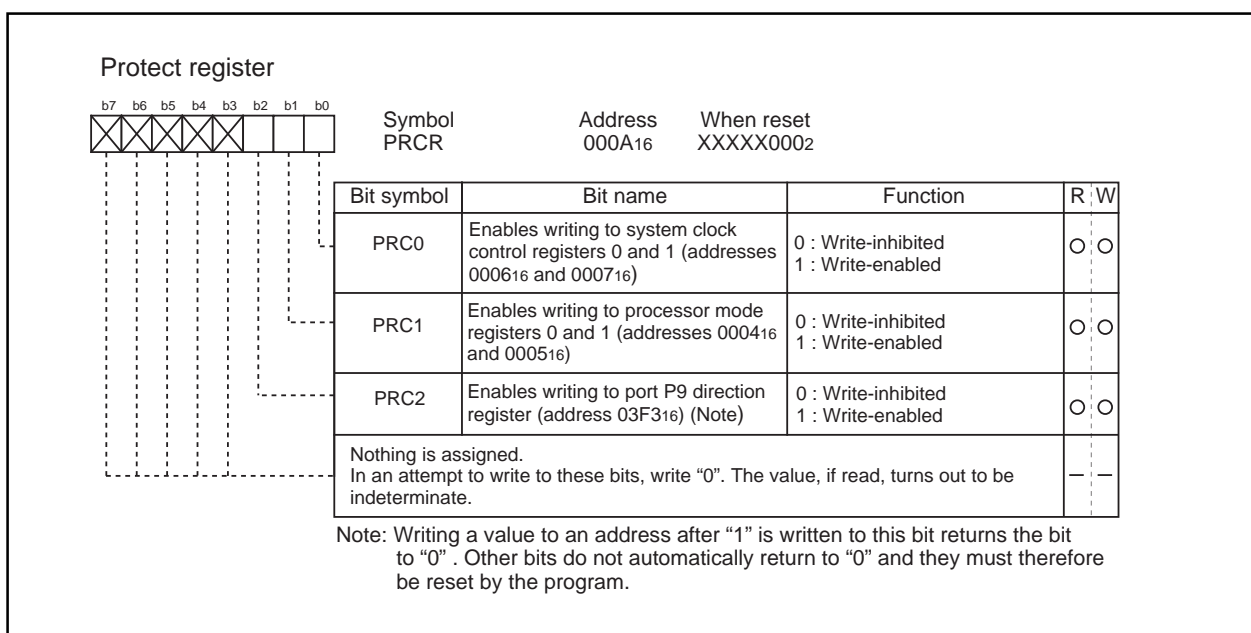 Protect register
b7 b6 b5 b4 b3 b2 b1 b0
Symbol Address When reset
PRCR 000A16 XXXXX0002
Bit symbol Bit name Function R W
PRC0
Enables writing to system clock
control registers 0 and 1 (addresses
000616 and 000716)
0 : Write-inhibited
1 : Write-enabled
PRC1
Enables writing to processor mode
registers 0 and 1 (addresses 000416
and 000516)
0 : Write-inhibited
1 : Write-enabled
PRC2
Enables writing to port P9 direction
register (address 03F316) (Note)
0 : Write-inhibited
1 : Write-enabled
Nothing is assigned.
In an attempt to write to these bits, write “0”. The value, if read, turns out to be
indeterminate.
Note: Writing a value to an address after “1” is written to this bit returns the bit
to “0” . Other bits do not automatically return to “0” and they must therefore
be reset by the program.